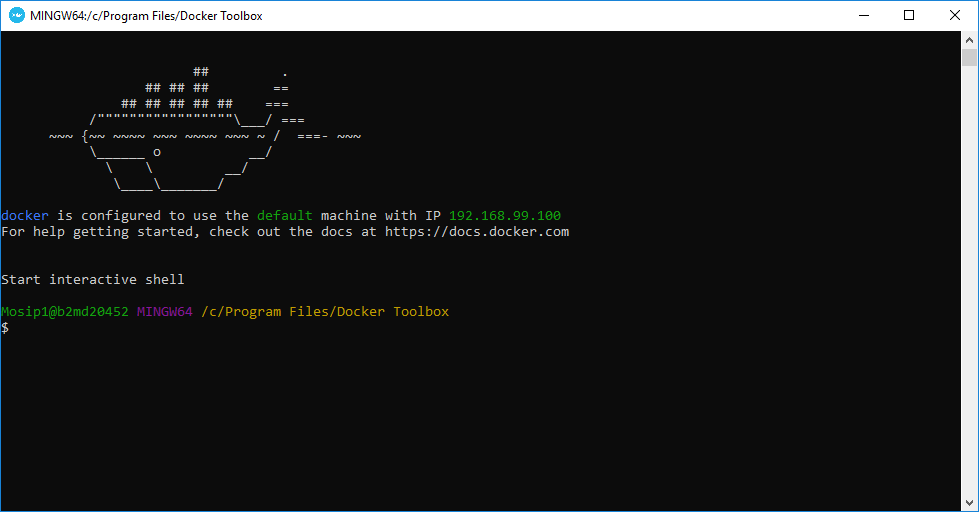 MINGW64:/c/Program Files/Docker Toolbox
                        ##         .
                  ## ## ##        ==
               ## ## ## ## ##    ===
           /"""""""""""""""""\___/ ===
      ~~~ {~~ ~~~~ ~~~ ~~~~ ~~~ ~ /  ===- ~~~
           \______ o           __/
             \    \         __/
              \____\_______/
docker is configured to use the default machine with IP 192.168.99.100
For help getting started, check out the docs at https://docs.docker.com
Start interactive shell
Mosip1@b2md20452 MINGW64 /c/Program Files/Docker Toolbox
$